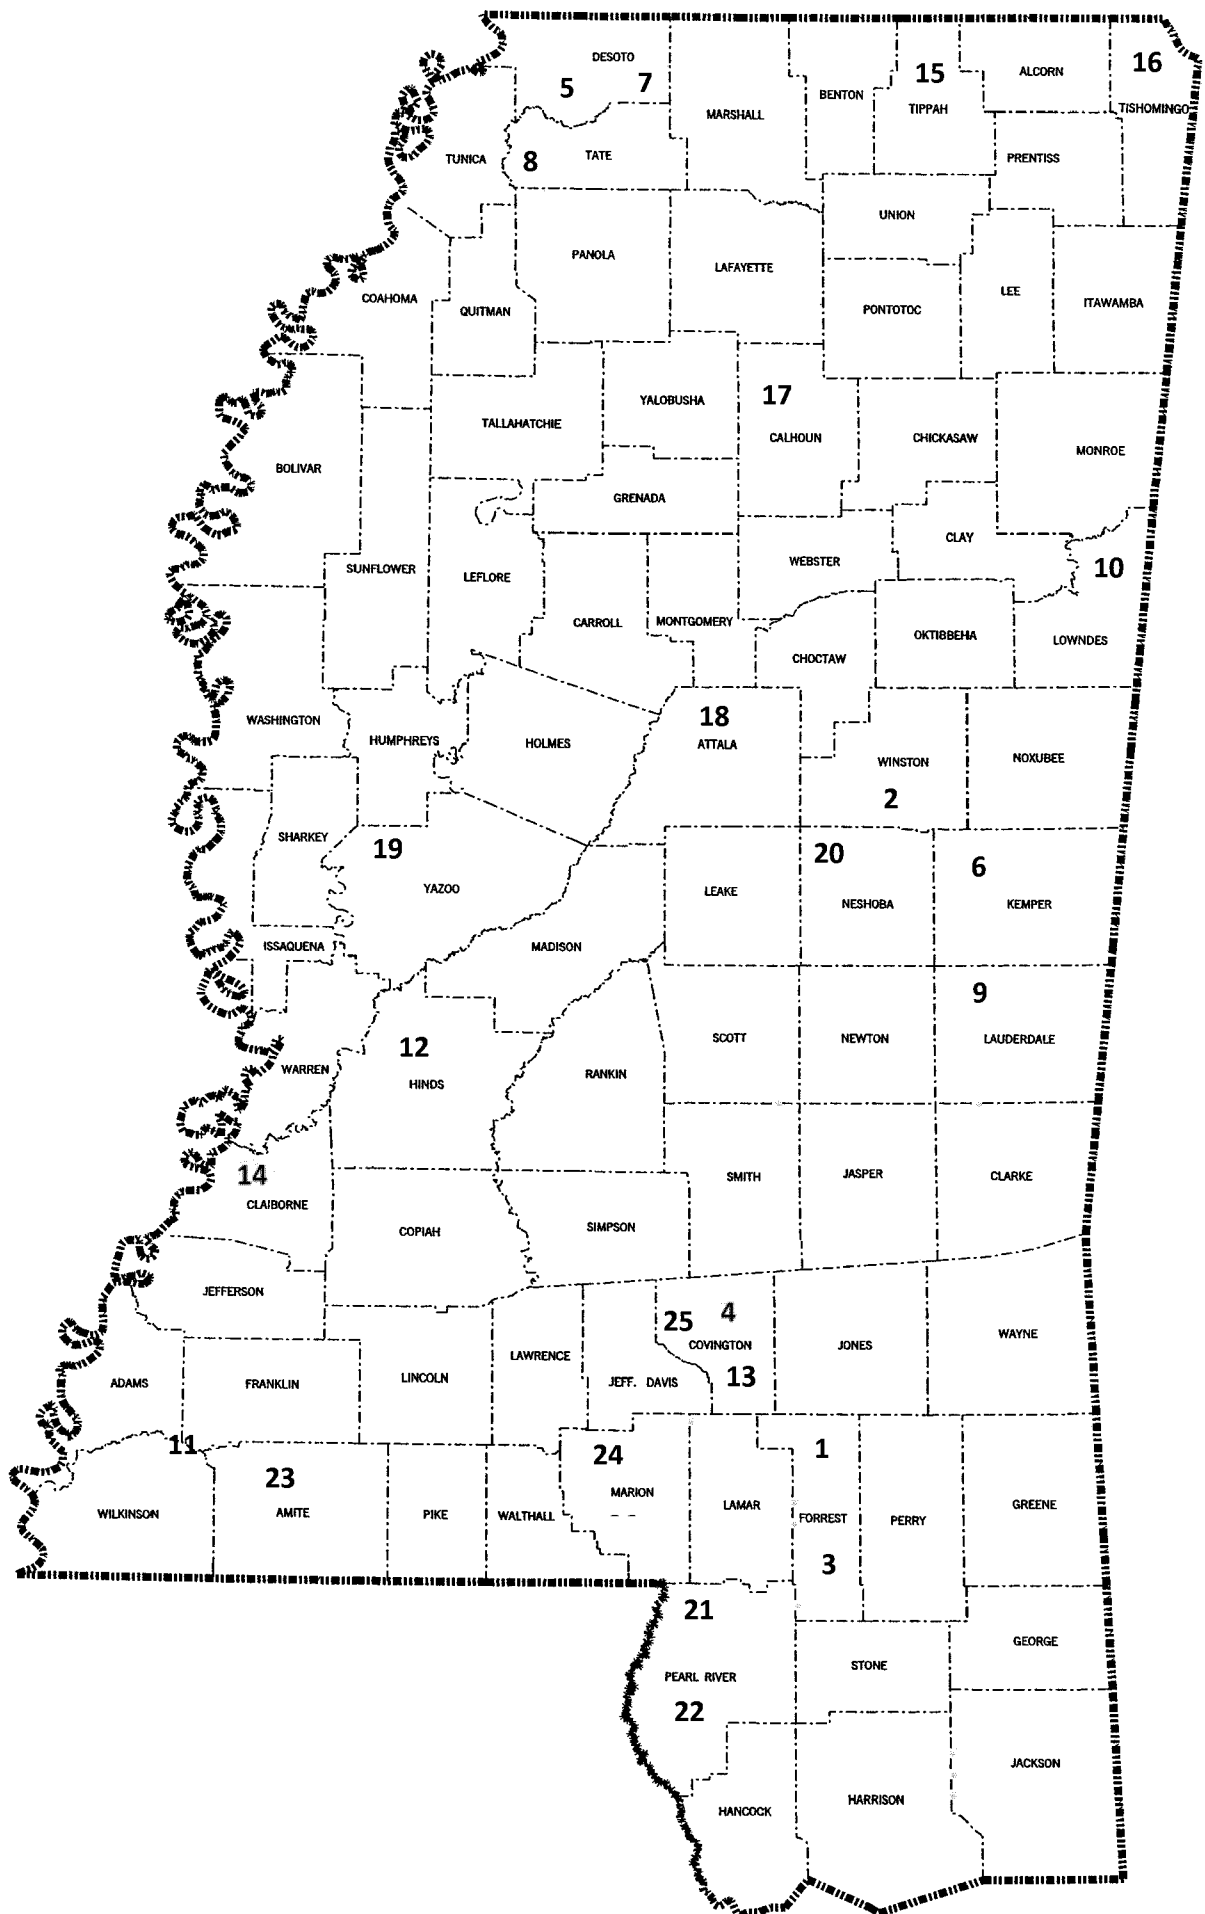 DESOTO
16
5
7
15
ALCORN
BENTON
TIPPAH
TISHOMINGO
MARSHALL
TUNICA
8
TATE
PRENTISS
UNION
PANOLA
LAFAYETTE
COAHOMA
QUITMAN
PONTOTOC
LEE
ITAWAMBA
17
YALOBUSHA
TALLAHATCHIE
CALHOUN
CHICKASAW
MONROE
BOLIVAR
GRENADA
CLAY
WEBSTER
10
SUNFLOWER
LEFLORE
CARROLL
MONTGOMERY
OKTIBBEHA
LOWNDES
CHOCTAW
18
WASHINGTON
HUMPHREYS
HOLMES
ATTALA
WINSTON
NOXUBEE
2
SHARKEY
19
20
6
YAZOO
LEAKE
NESHOBA
KEMPER
ISSAQUENA
MADISON
9
12
SCOTT
NEWTON
LAUDERDALE
WARREN
HINDS
RANKIN
14
SMITH
JASPER
CLARKE
CLAIBORNE
COPIAH
SIMPSON
JEFFERSON
25
4
COVINGTON
JONES
WAYNE
LAWRENCE
ADAMS
FRANKLIN
LINCOLN
JEFF. DAVIS
13
11
24
1
23
MARION
WILKINSON
AMITE
PIKE
WALTHALL
LAMAR
FORREST
PERRY
GREENE
3
21
GEORGE
PEARL RIVER
STONE
22
JACKSON
HANCOCK
HARRISON